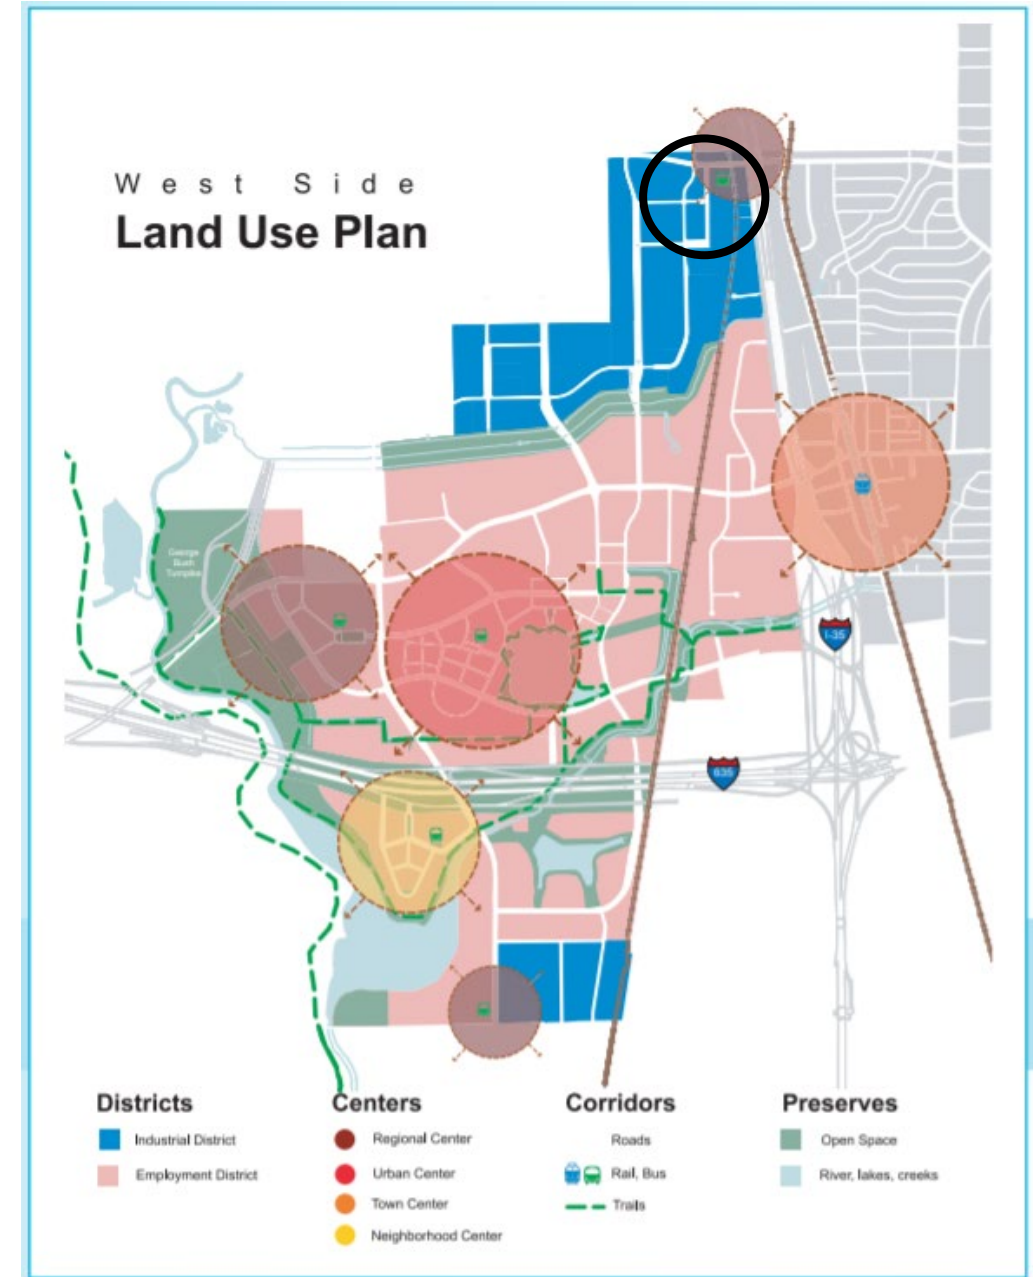 West Side
Land Use Plan
George
Bush
Turnpike
I-35
635
Districts
Industrial District
Employment District
Centers
Regional Center
Urban Center
Town Center
Neighborhood Center
Corridors
Roads
Rail, Bus
Trails
Preserves
Open Space
River, lakes, creeks